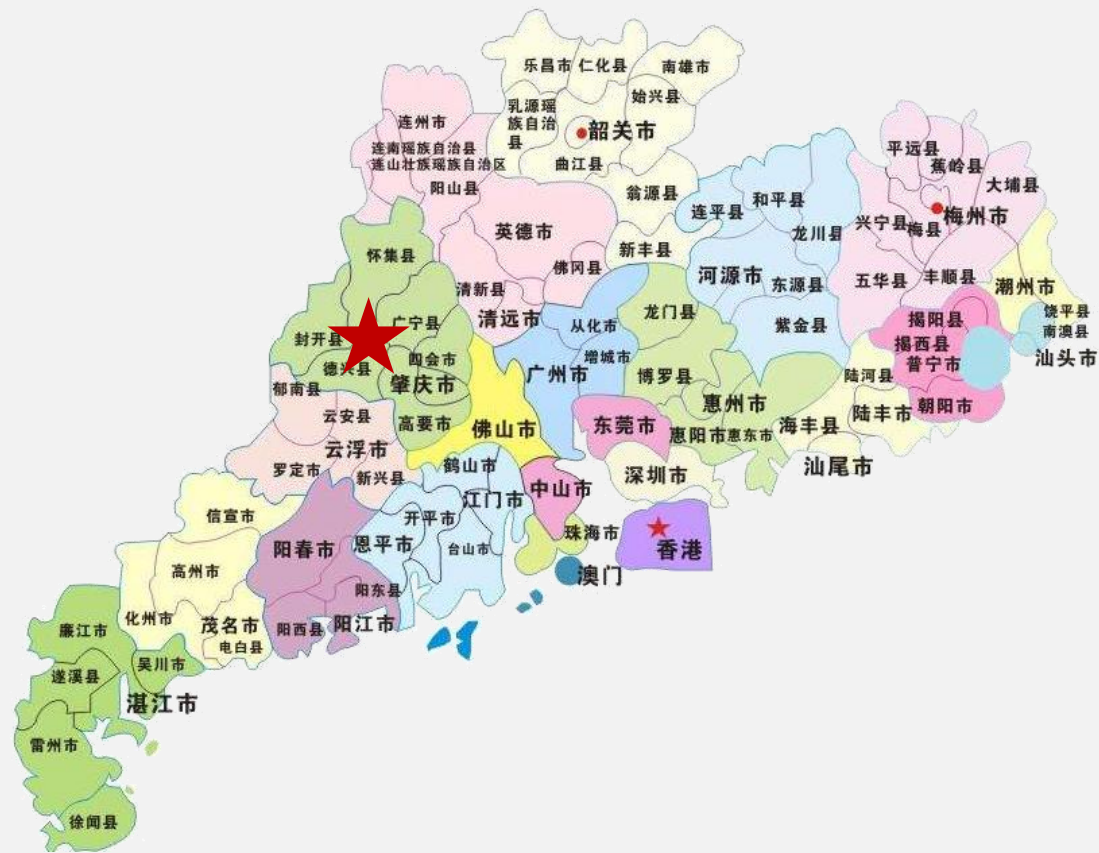 乐昌市
仁化县
南雄市
始兴县
乳源瑶
族自治
县
韶关市
曲江县
翁源县
新丰县
连州市
连南瑶族自治县
连山壮族瑶族自治区
阳山县
英德市
佛冈县
清新县
清远市
平远县
蕉岭县
大埔县
兴宁县
梅县
梅州市
五华县
丰顺县
连平县
和平县
龙川县
河源市
东源县
紫金县
潮州市
饶平县
南澳县
汕头市
揭阳县
揭西县
普宁市
朝阳市
怀集县
广宁县
封开县
四会市
德兴县
肇庆市
高要市
从化市
增城市
广州市
龙门县
博罗县
惠州市
惠阳市
惠东市
陆河县
陆丰市
海丰县
汕尾市
郁南县
云安县
云浮市
罗定市
新兴县
佛山市
东莞市
深圳市
鹤山市
江门市
中山市
开平市
恩平市
台山市
珠海市
香港
澳门
信宣市
高州市
化州市
茂名市
电白县
阳春市
阳东县
阳西县
阳江市
廉江市
吴川市
遂溪县
湛江市
雷州市
徐闻县